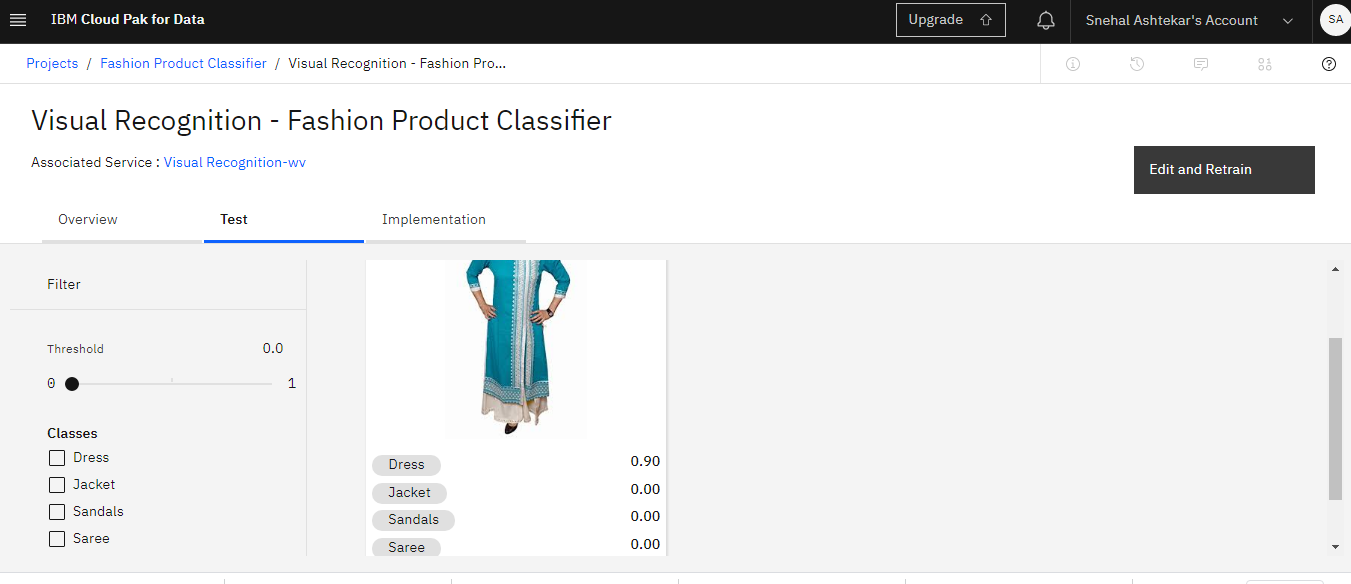 IBM Cloud Pak for Data
Upgrade
Snehal Ashtekar's Account
SA
Projects / Fashion Product Classifier / Visual Recognition - Fashion Pro...
Visual Recognition - Fashion Product Classifier
Associated Service : Visual Recognition-wv
Edit and Retrain
Overview
Test
Implementation
Filter
Threshold 0.0
0 1
Classes
Dress
Jacket
Sandals
Saree
Dress 0.90
Jacket 0.00
Sandals 0.00
Saree 0.00